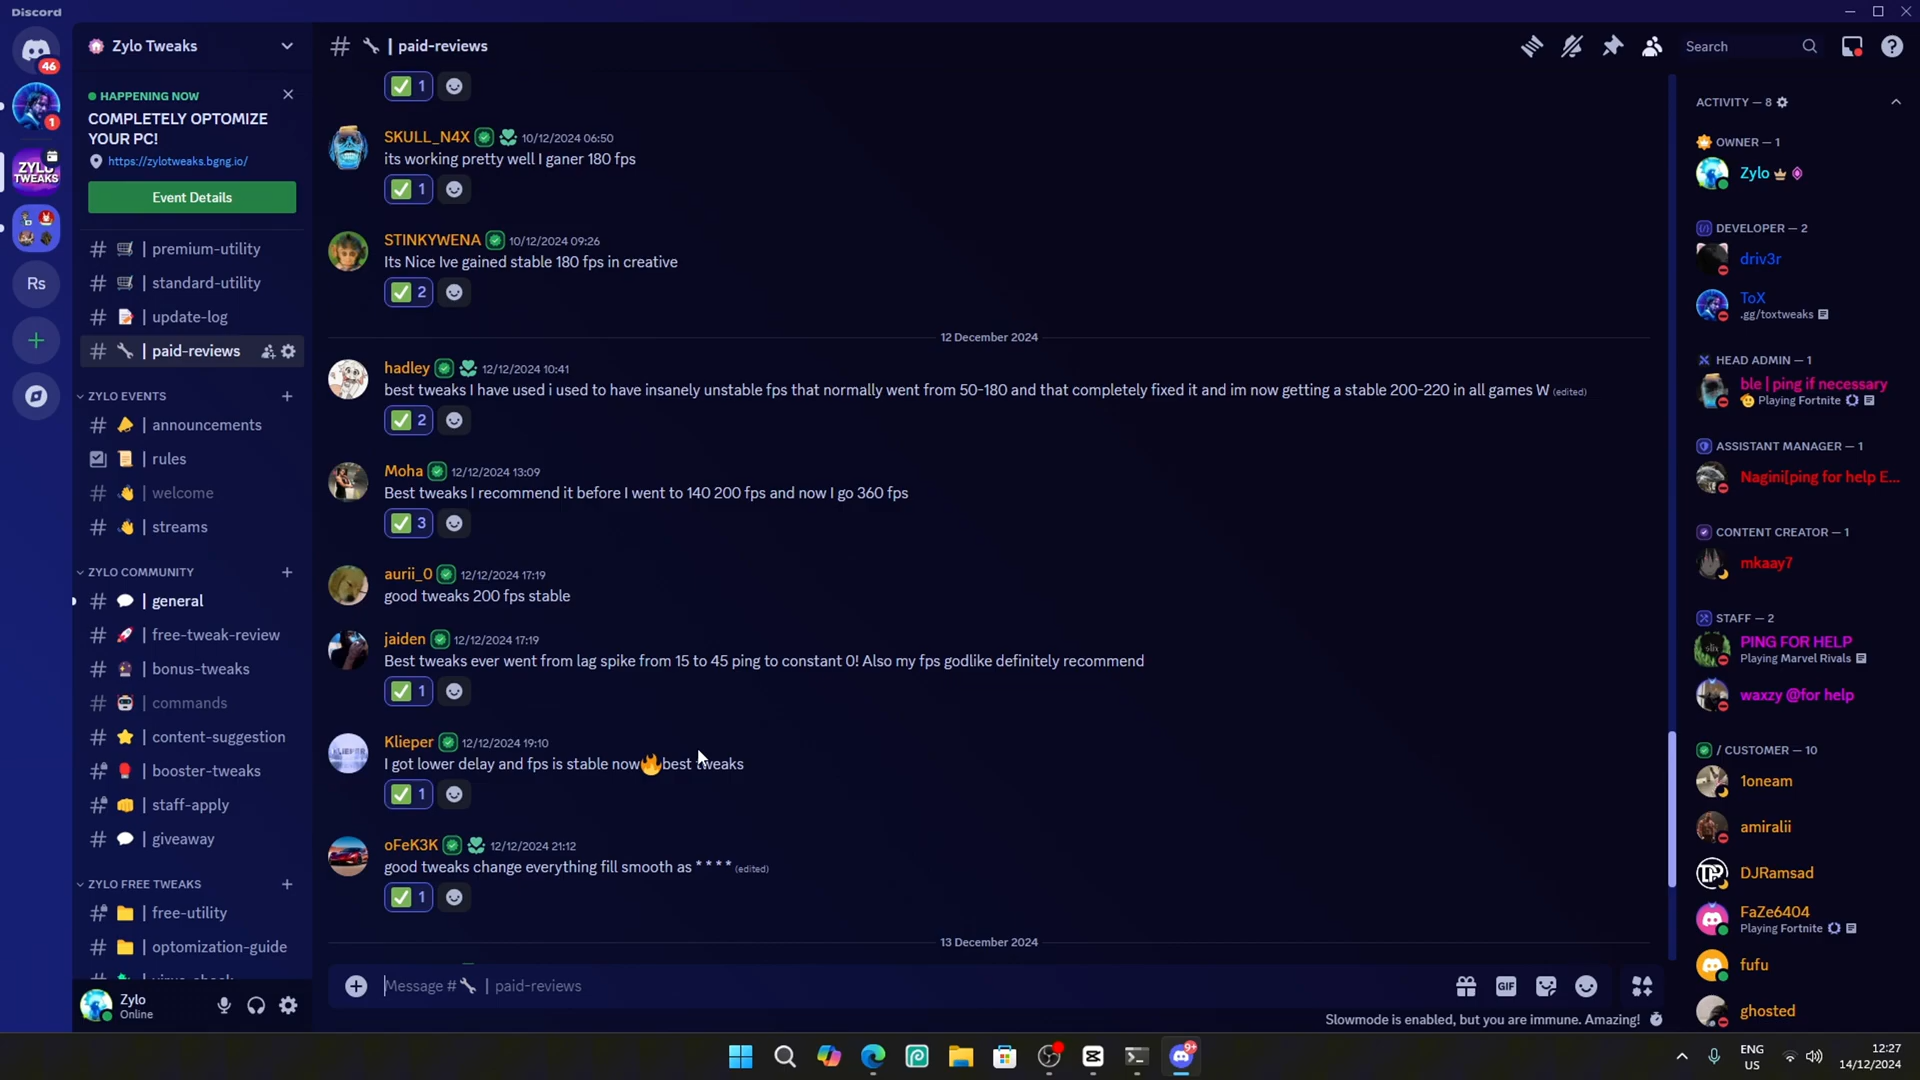 Discord
46
1
ZYLO
TWEAKS
Rs
Zylo Tweaks
HAPPENING NOW
COMPLETELY OPTOMIZE
YOUR PC!
https://zylotweaks.bgng.io/
Event Details
# | premium-utility
# | standard-utility
# | update-log
# | paid-reviews
ZYLO EVENTS
# | announcements
| rules
# | welcome
# | streams
ZYLO COMMUNITY
# | general
# | free-tweak-review
# | bonus-tweaks
# | commands
# | content-suggestion
# | booster-tweaks
# | staff-apply
# | giveaway
ZYLO FREE TWEAKS
# | free-utility
# | optomization-guide
Zylo
Online
# | paid-reviews
Search
1
SKULL_N4X 10/12/2024 06:50
its working pretty well I ganer 180 fps
1
STINKYWENA 10/12/2024 09:26
Its Nice Ive gained stable 180 fps in creative
2
12 December 2024
hadley 12/12/2024 10:41
best tweaks I have used i used to have insanely unstable fps that normally went from 50-180 and that completely fixed it and im now getting a stable 200-220 in all games W (edited)
2
Moha 12/12/2024 13:09
Best tweaks I recommend it before I went to 140 200 fps and now I go 360 fps
3
aurii_0 12/12/2024 17:19
good tweaks 200 fps stable
jaiden 12/12/2024 17:19
Best tweaks ever went from lag spike from 15 to 45 ping to constant 0! Also my fps godlike definitely recommend
1
Klieper 12/12/2024 19:10
I got lower delay and fps is stable now🔥best tweaks
1
oFeK3K 12/12/2024 21:12
good tweaks change everything fill smooth as * * * * (edited)
1
13 December 2024
Message # | paid-reviews
GIF
Slowmode is enabled, but you are immune. Amazing!
ACTIVITY — 8
OWNER — 1
Zylo
DEVELOPER — 2
driv3r
ToX
.gg/toxtweaks
HEAD ADMIN — 1
ble | ping if necessary
Playing Fortnite
ASSISTANT MANAGER — 1
Nagini[ping for help E...
CONTENT CREATOR — 1
mkaay7
STAFF — 2
PING FOR HELP
Playing Marvel Rivals
waxzy @for help
/ CUSTOMER — 10
1oneam
amiralii
DJRamsad
FaZe6404
Playing Fortnite
fufu
ghosted
9+
ENG
US
12:27
14/12/2024